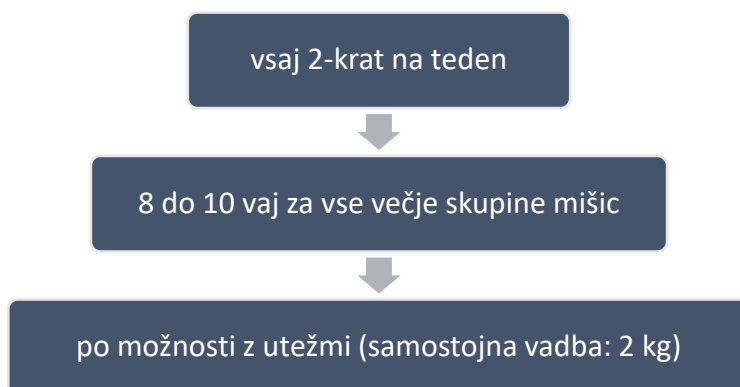 vsaj 2-krat na teden
8 do 10 vaj za vse večje skupine mišic
po možnosti z utežmi (samostojna vadba: 2 kg)